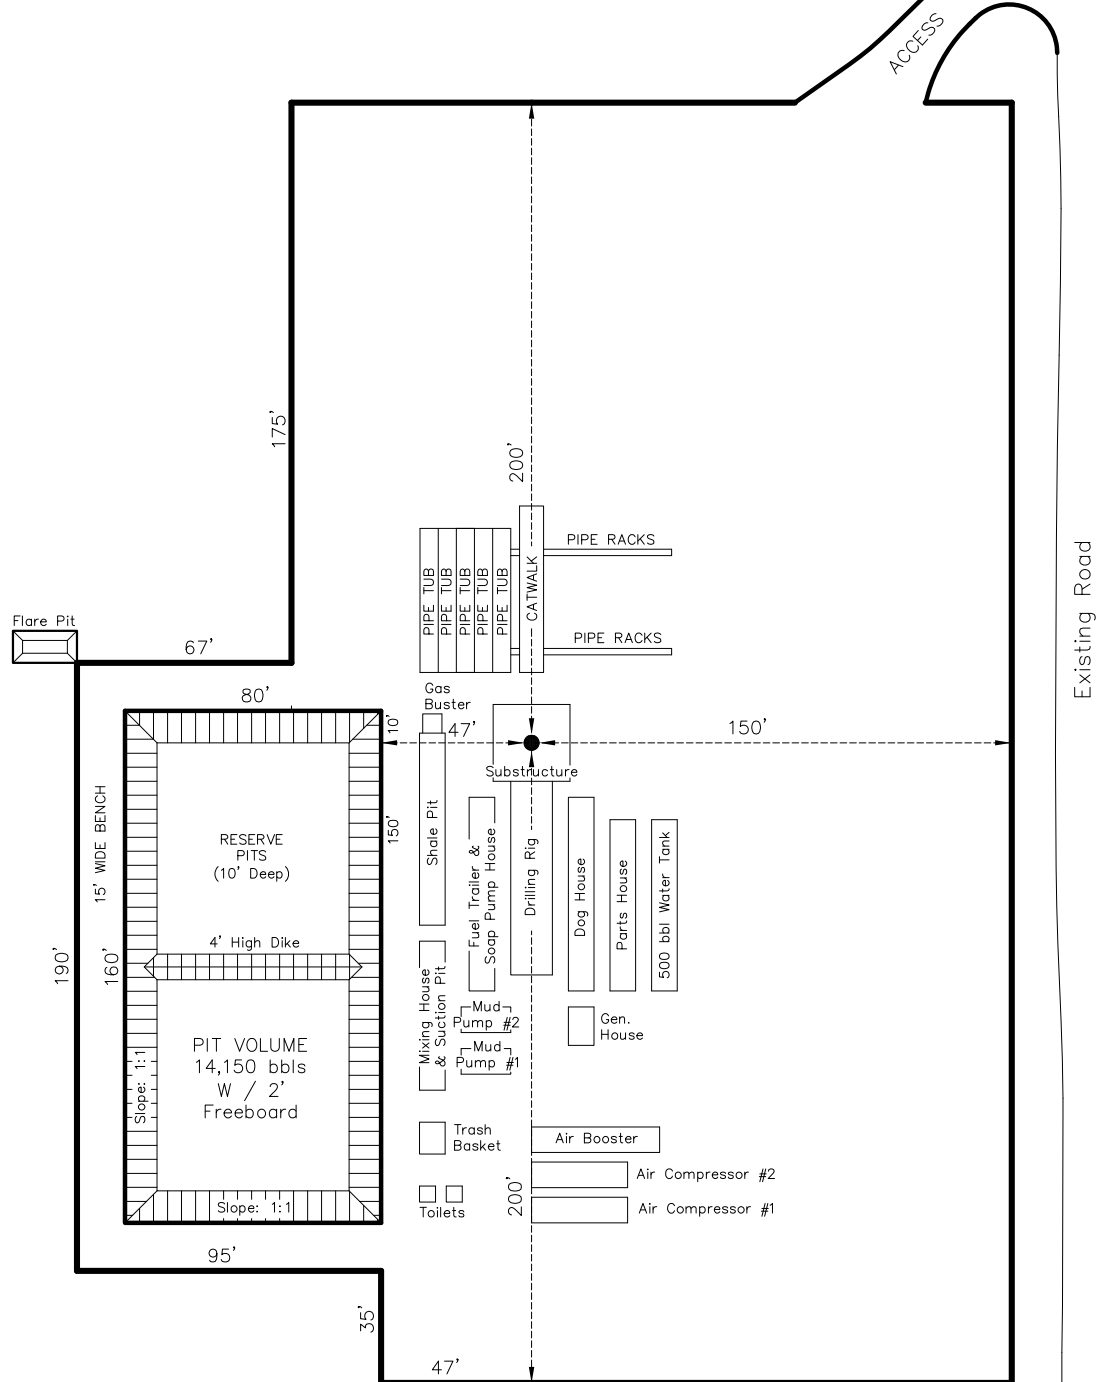 ACCESS
175'
200'
PIPE RACKS
PIPE TUB
PIPE TUB
PIPE TUB
PIPE TUB
PIPE TUB
CATWALK
PIPE RACKS
Existing Road
Flare Pit
67'
80'
Gas
Buster
10'
47'
150'
Substructure
15' WIDE BENCH
RESERVE
PITS
(10' Deep)
150'
Shale Pit
Fuel Trailer &
Soap Pump House
Drilling Rig
Dog House
Parts House
500 bbl Water Tank
190'
160'
4' High Dike
Mixing House
& Suction Pit
Mud
Pump #2
Mud
Pump #1
Gen.
House
PIT VOLUME
14,150 bbls
W / 2'
Freeboard
Slope: 1:1
Trash
Basket
Air Booster
Air Compressor #2
200'
Slope: 1:1
Toilets
Air Compressor #1
95'
35'
47'